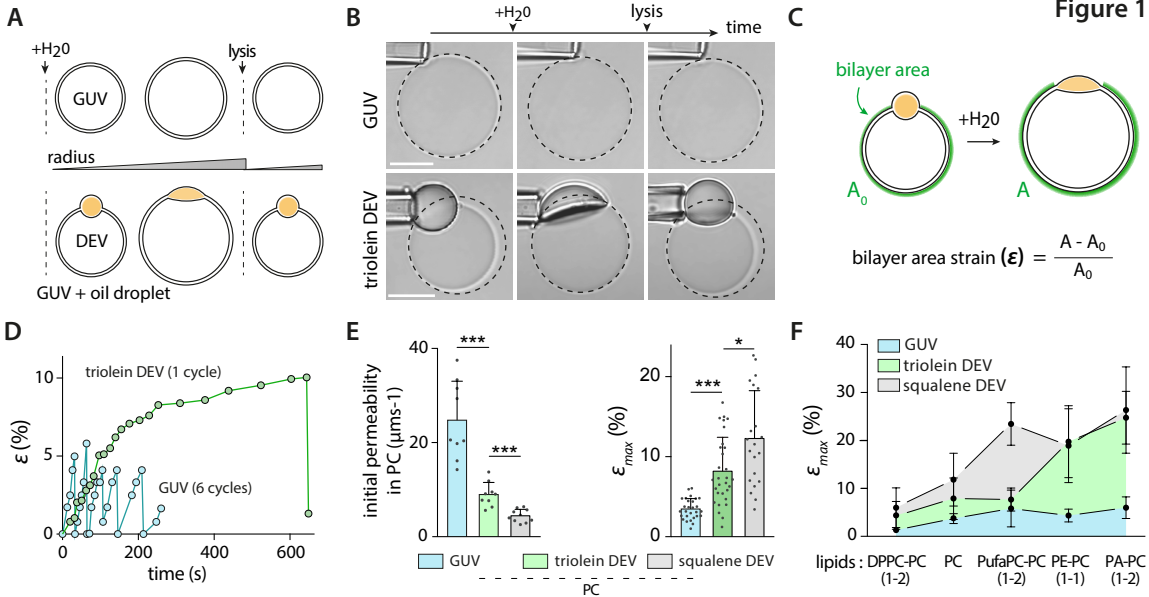 Figure 1
A
+H20
lysis
GUV
radius
DEV
GUV + oil droplet
B
+H20
lysis
time
GUV
triolein DEV
C
bilayer area
+H20
A0
A
bilayer area strain (ε) = A - A0
A0
D
10
5
0
ε (%)
triolein DEV (1 cycle)
GUV (6 cycles)
0
200
400
600
time (s)
E
initial permeability
in PC (µms-1)
40
20
0
***
***
εmax (%)
20
10
0
***
*
GUV
triolein DEV
squalene DEV
PC
F
GUV
triolein DEV
squalene DEV
εmax (%)
40
30
20
10
0
lipids : DPPC-PC PC PufaPC-PC PE-PC PA-PC
(1-2) (1-2) (1-1) (1-2)